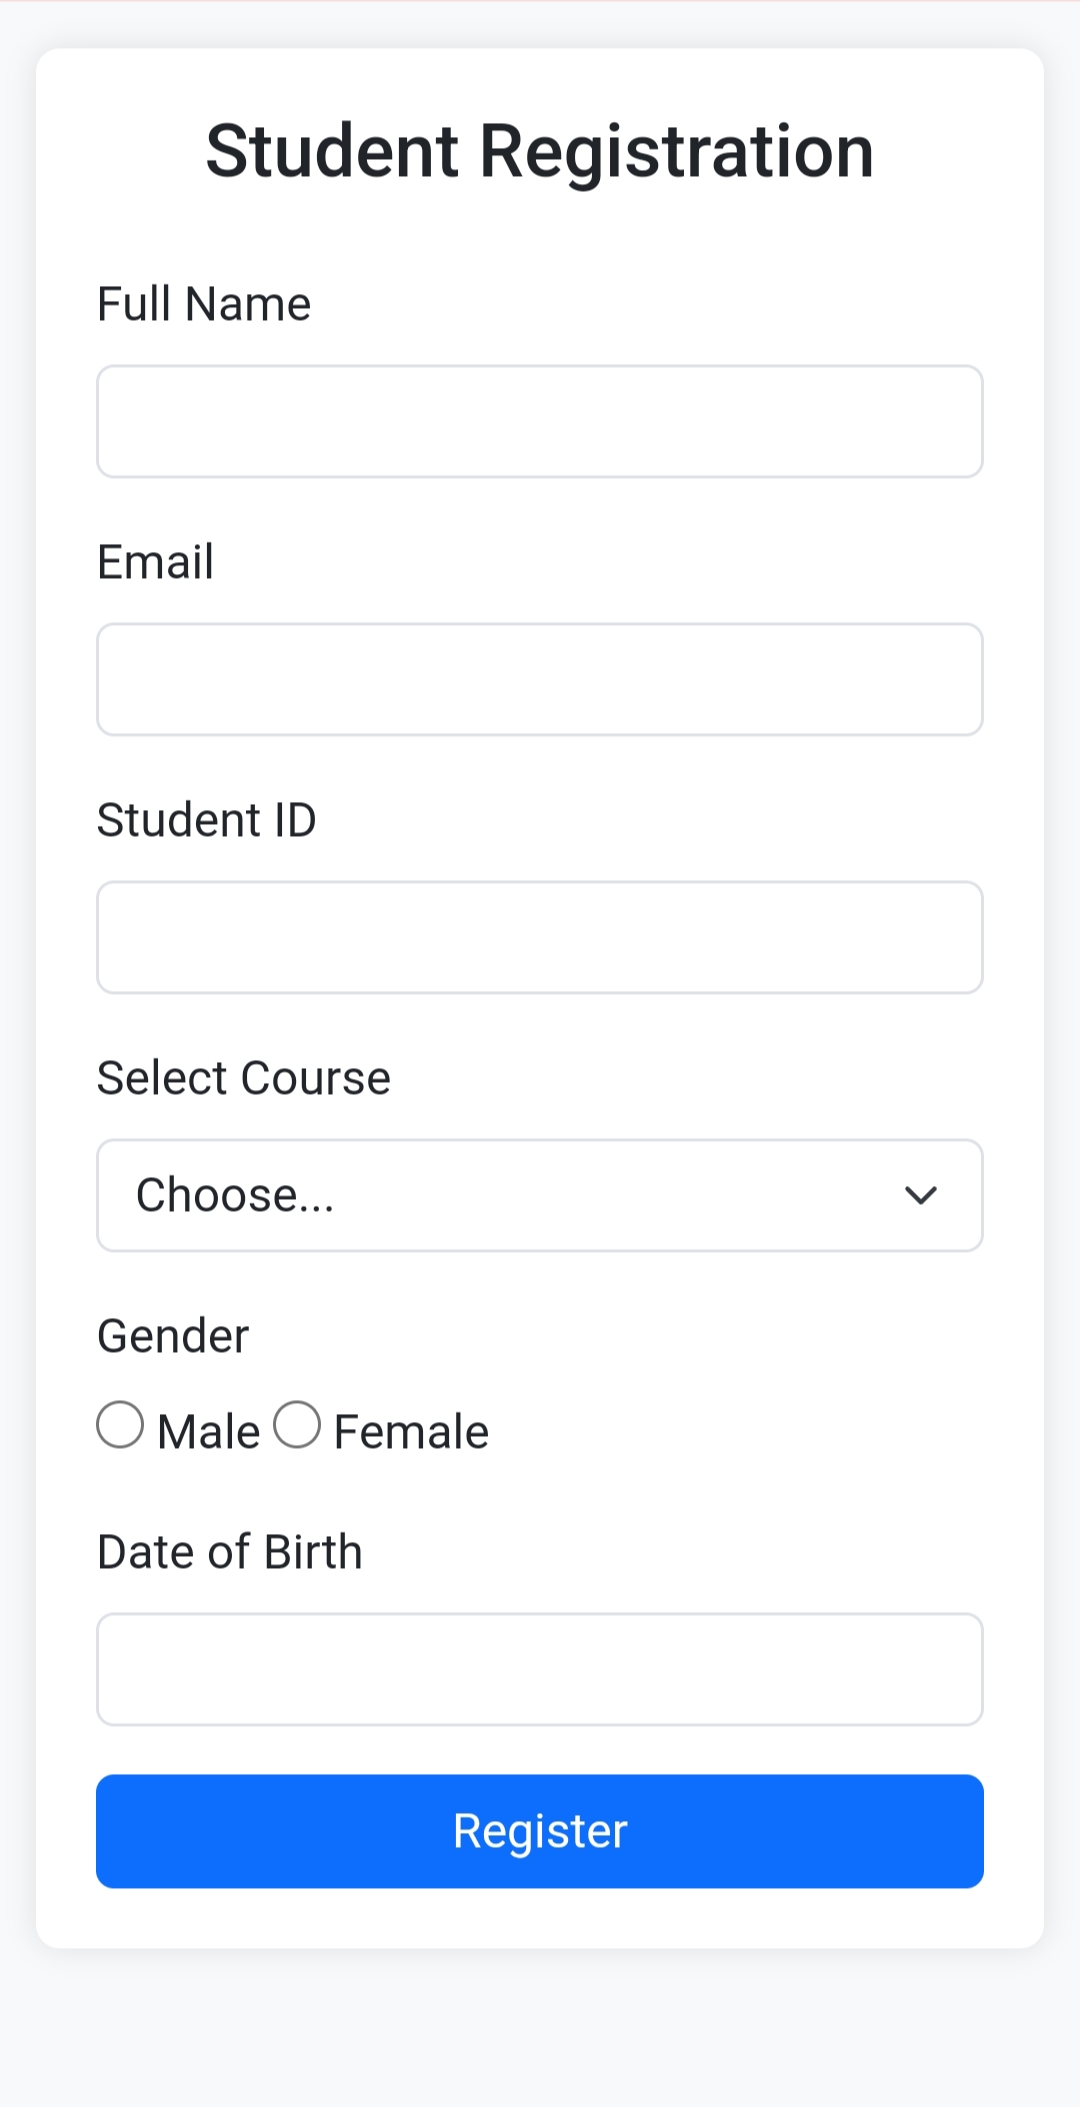 Student Registration
Full Name
Email
Student ID
Select Course
Choose...
Gender
Male Female
Date of Birth
Register